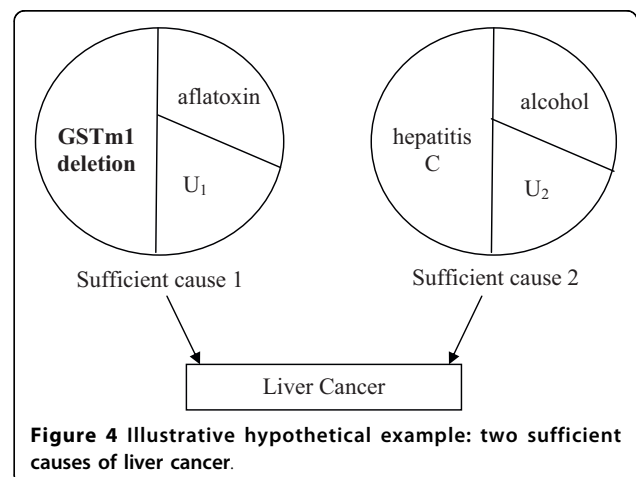 aflatoxin
GSTm1
deletion
U₁
Sufficient cause 1
alcohol
hepatitis
C
U₂
Sufficient cause 2
Liver Cancer
Figure 4 Illustrative hypothetical example: two sufficient
causes of liver cancer.